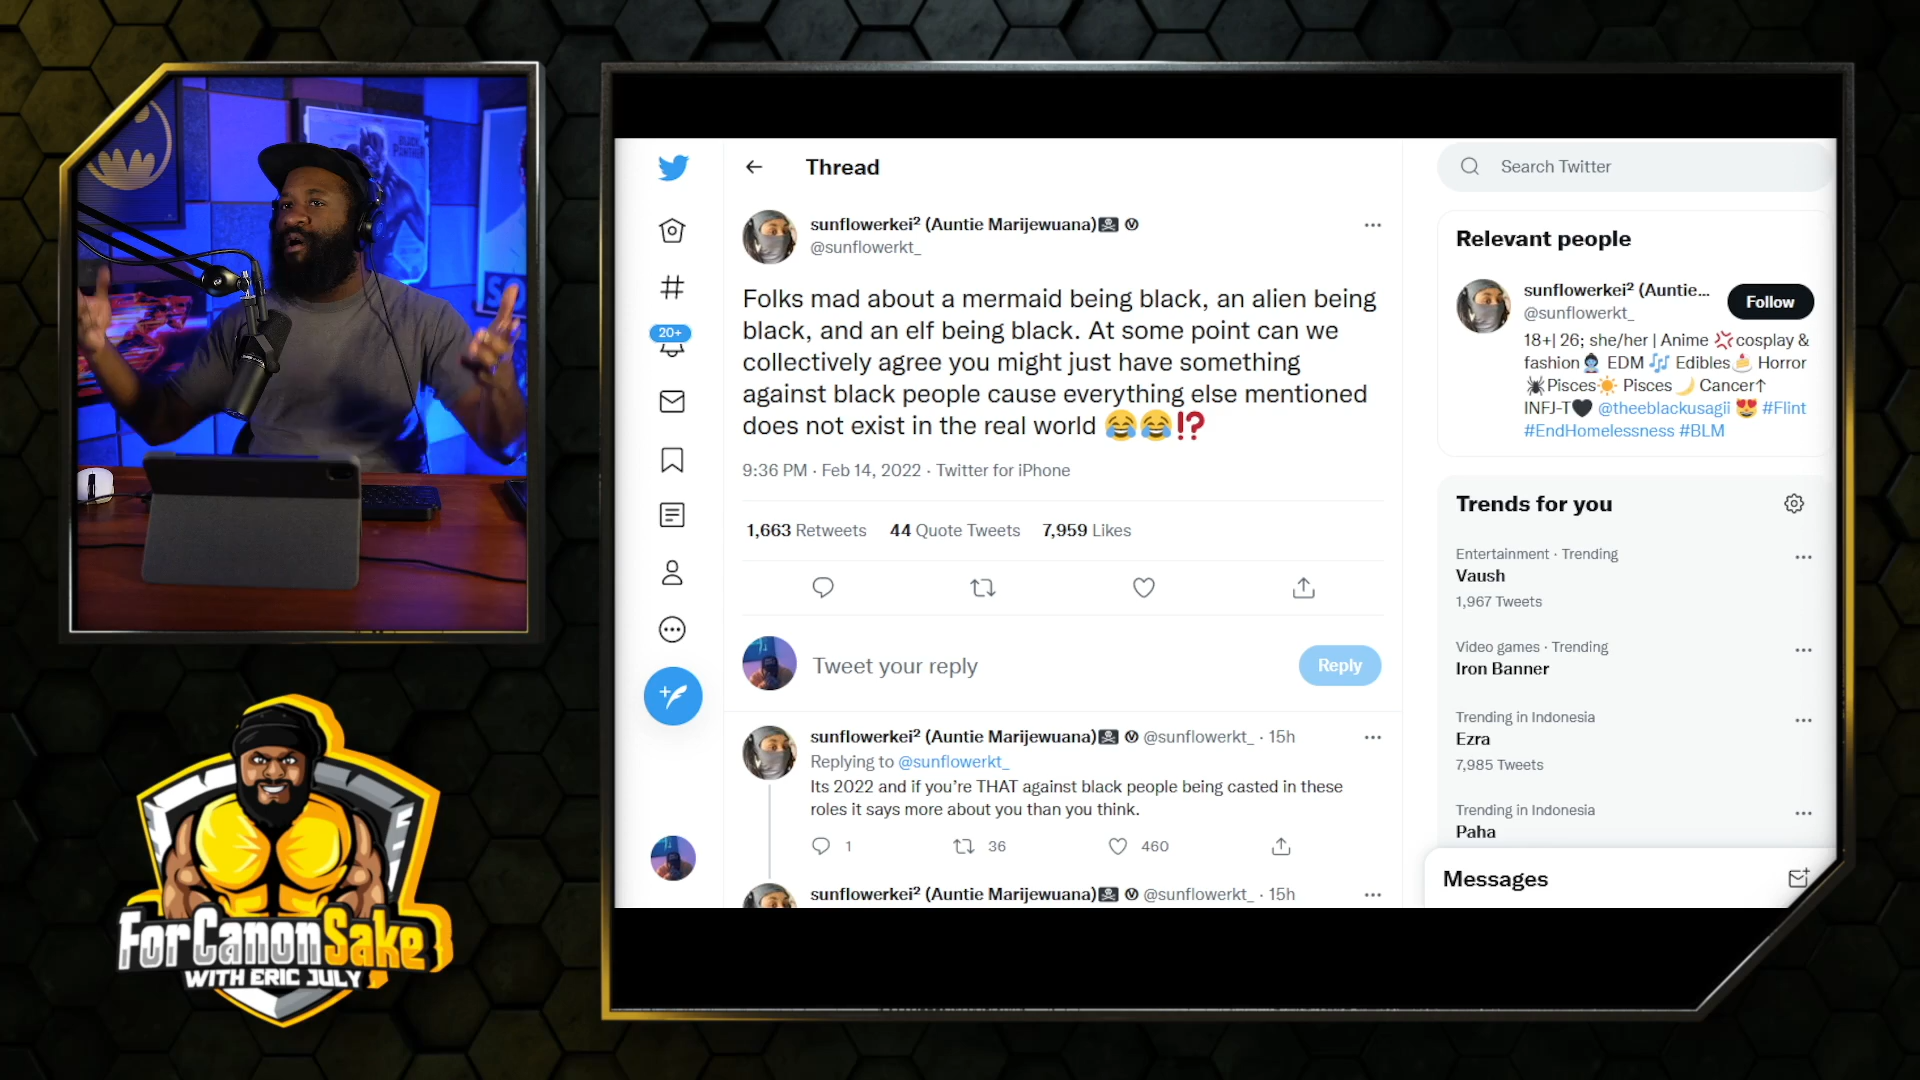 BLACK
PANTHER
SO
ForCanonSake
WITH ERIC JULY
Thread
sunflowerkei² (Auntie Marijewuana)☠️ Ⓥ
@sunflowerkt_
Folks mad about a mermaid being black, an alien being
black, and an elf being black. At some point can we
collectively agree you might just have something
against black people cause everything else mentioned
does not exist in the real world 😂😂⁉️
9:36 PM · Feb 14, 2022 · Twitter for iPhone
1,663 Retweets 44 Quote Tweets 7,959 Likes
Tweet your reply
Reply
sunflowerkei² (Auntie Marijewuana)☠️ Ⓥ @sunflowerkt_ · 15h
Replying to @sunflowerkt_
Its 2022 and if you're THAT against black people being casted in these
roles it says more about you than you think.
1 36 460
sunflowerkei² (Auntie Marijewuana)☠️ Ⓥ @sunflowerkt_ · 15h
20+
Search Twitter
Relevant people
sunflowerkei² (Auntie...
@sunflowerkt_
Follow
18+| 26; she/her | Anime 💢cosplay &
fashion🧝🏿‍♀️ EDM 🎶 Edibles🍰 Horror
🕷️Pisces☀️ Pisces🌙Cancer↑
INFJ-T🖤 @theeblackusagii 😻 #Flint
#EndHomelessness #BLM
Trends for you
Entertainment · Trending
Vaush
1,967 Tweets
Video games · Trending
Iron Banner
Trending in Indonesia
Ezra
7,985 Tweets
Trending in Indonesia
Paha
Messages